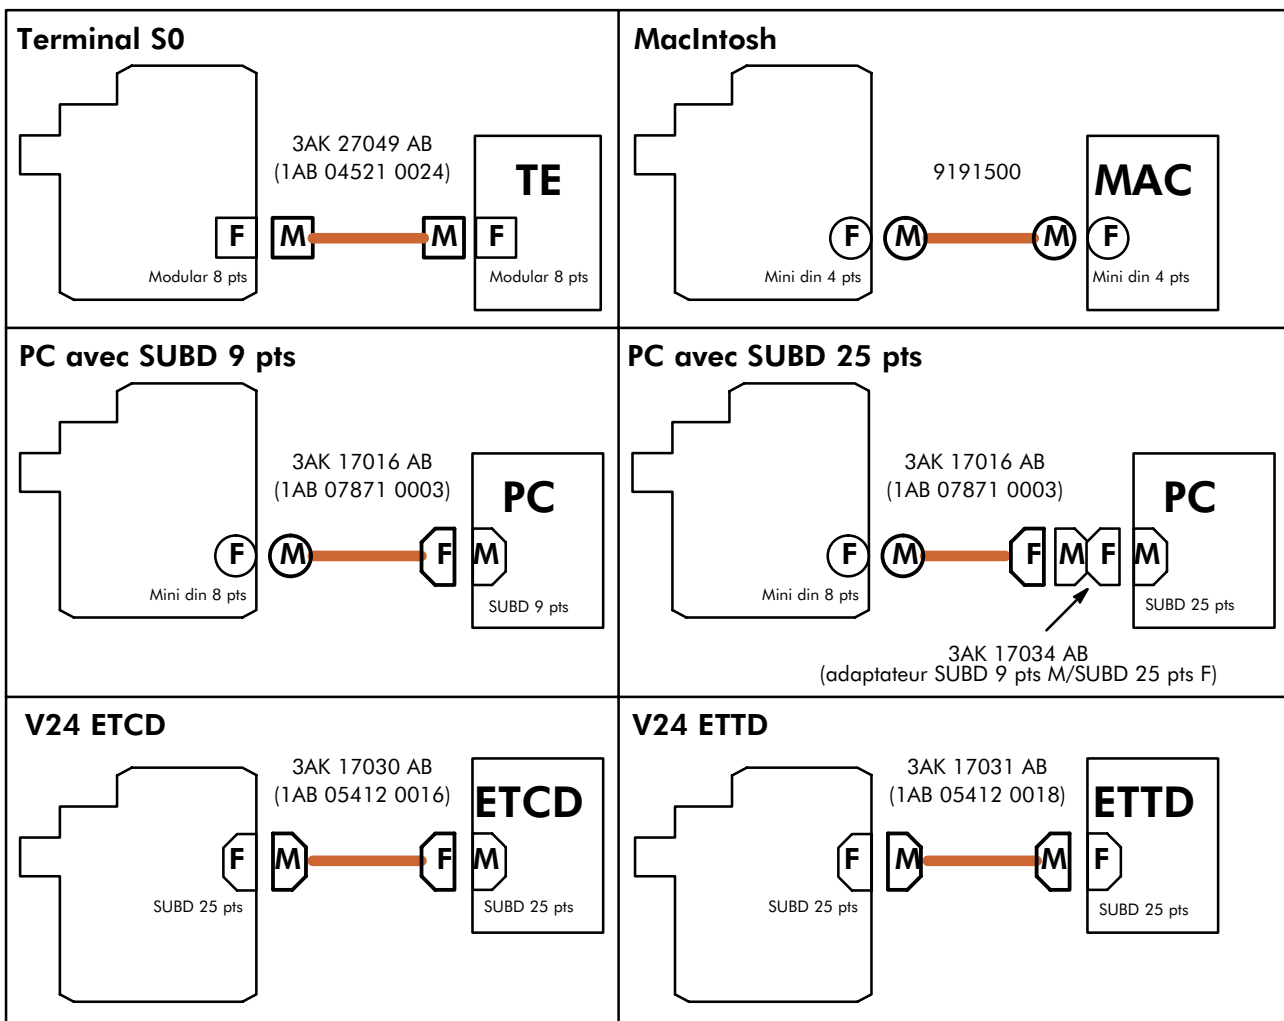 Terminal S0
3AK 27049 AB
(1AB 04521 0024)
TE
F M M F
Modular 8 pts Modular 8 pts
MacIntosh
9191500
MAC
F M M F
Mini din 4 pts Mini din 4 pts
PC avec SUBD 9 pts
3AK 17016 AB
(1AB 07871 0003)
PC
F M F M
Mini din 8 pts SUBD 9 pts
PC avec SUBD 25 pts
3AK 17016 AB
(1AB 07871 0003)
PC
F M F M F M
Mini din 8 pts SUBD 25 pts
3AK 17034 AB
(adaptateur SUBD 9 pts M/SUBD 25 pts F)
V24 ETCD
3AK 17030 AB
(1AB 05412 0016)
ETCD
F M F M
SUBD 25 pts SUBD 25 pts
V24 ETTD
3AK 17031 AB
(1AB 05412 0018)
ETTD
F M M F
SUBD 25 pts SUBD 25 pts